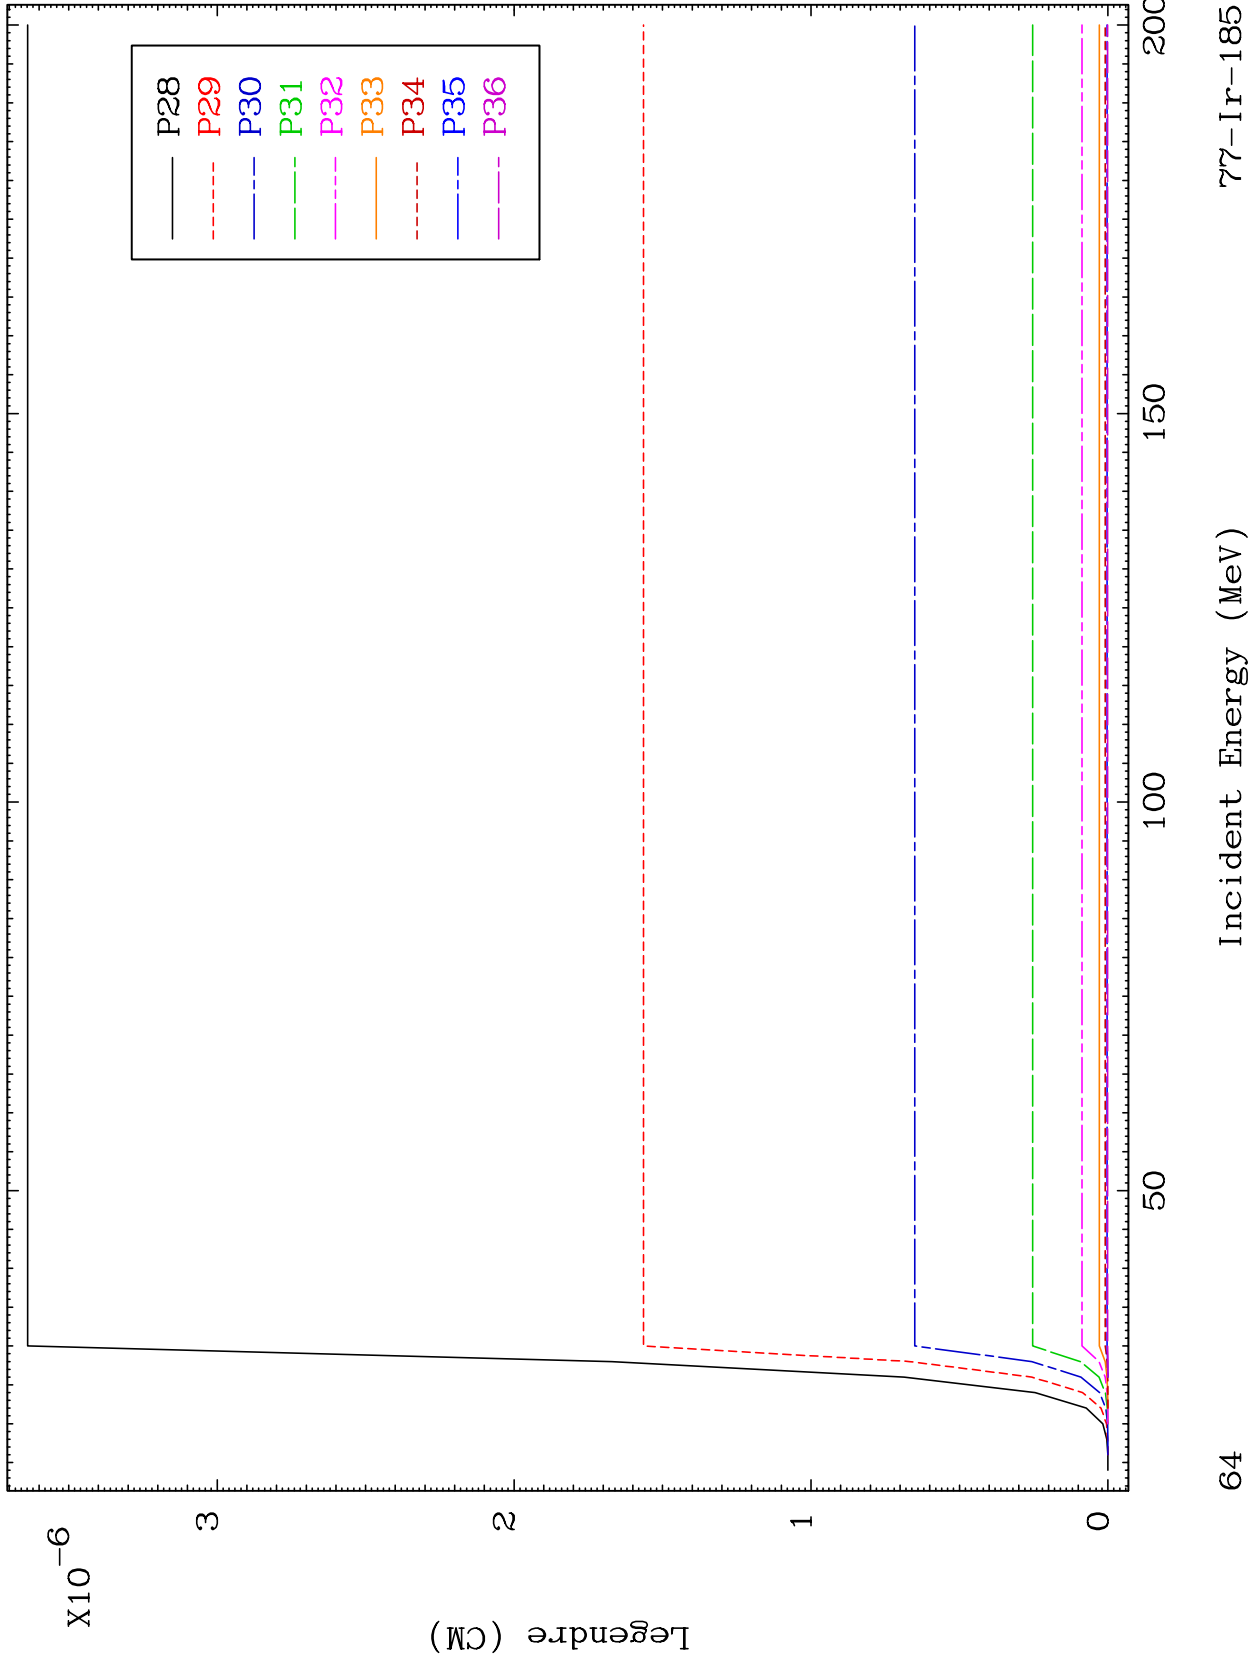 X10-6
Legendre (CM)
3
2
1
0
P28
P29
P30
P31
P32
P33
P34
P35
P36
50
100
150
200
Incident Energy (MeV)
64
77-Ir-185